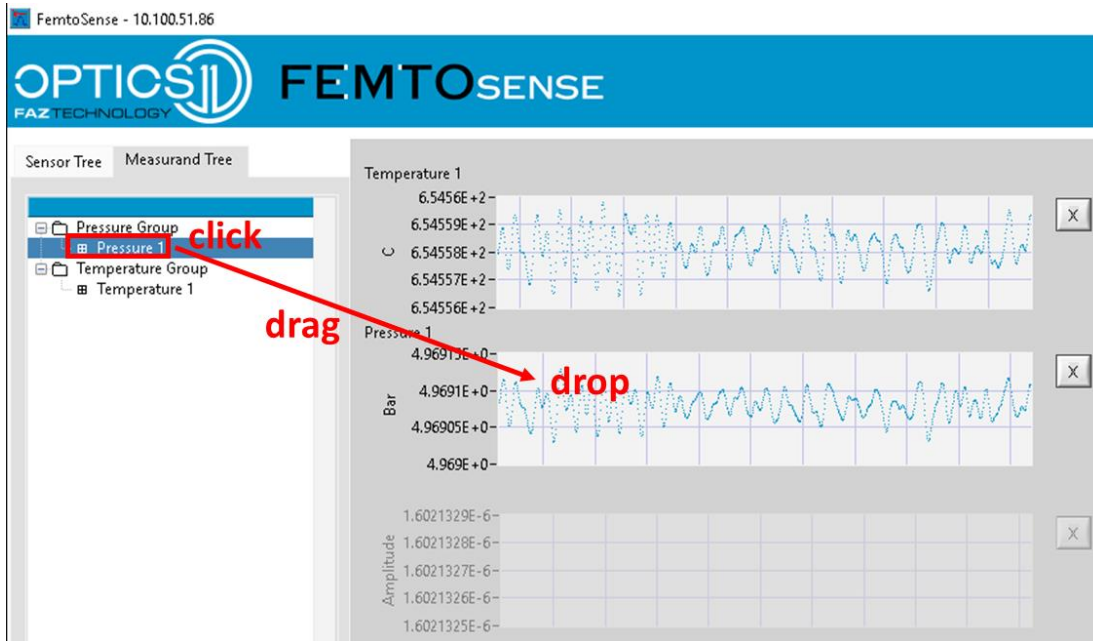 FemtoSense - 10.100.51.86
OPTICS11
FAZ TECHNOLOGY
FEMTOSENSE
Sensor Tree Measurand Tree
Pressure Group
Pressure 1
Temperature Group
Temperature 1
click
drag
drop
Temperature 1
6.5456E+2
6.54559E+2
6.54558E+2
6.54557E+2
6.54556E+2
C
X
Pressure 1
4.96915E+0
4.9691E+0
4.96905E+0
4.969E+0
Bar
X
1.6021329E-6
1.6021328E-6
1.6021327E-6
1.6021326E-6
1.6021325E-6
Amplitude
X